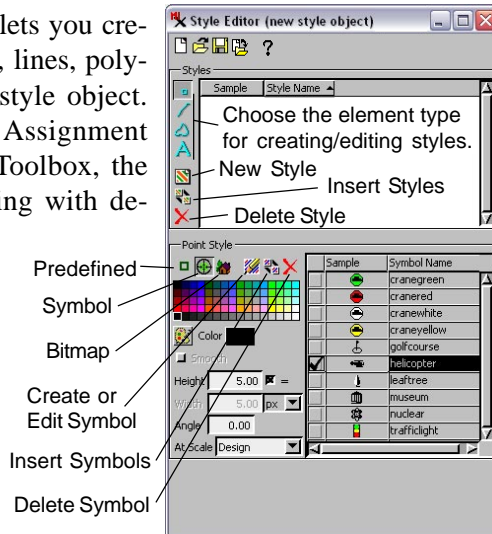 lets you cre-
, lines, poly-
style object.
Assignment
Toolbox, the
ing with de-
Style Editor (new style object)
Styles
Sample Style Name
Choose the element type
for creating/editing styles.
New Style
Insert Styles
Delete Style
Point Style
Predefined
Symbol
Bitmap
Create or
Edit Symbol
Insert Symbols
Delete Symbol
Color
Smooth
Height 5.00 =
Width 5.00 px
Angle 0.00
At Scale Design
Sample Symbol Name
cranegreen
cranered
cranewhite
craneyellow
golfcourse
helicopter
leaftree
museum
nuclear
trafficlight